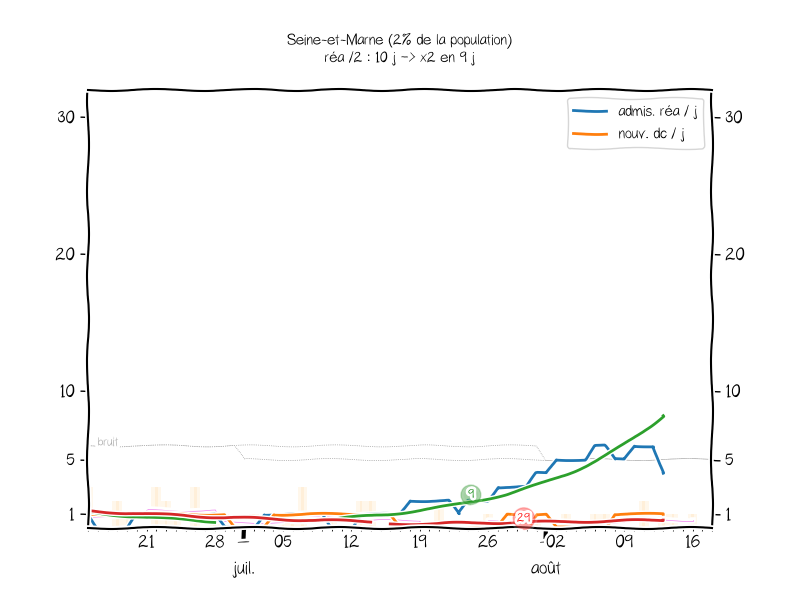 Seine-et-Marne (2% de la population)
réa /2 : 10 j -> x2 en 9 j
admis. réa / j
nouv. dc / j
30 30
20 20
10 10
bruit
5 5
9
29
1 1
21 28 05 12 19 26 02 09 16
juil. août